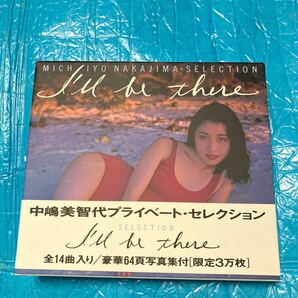 MICHIYO NAKAJIMA・SELECTION
I'll be there
中嶋美智代プライベート・セレクション
SELECTION
I'll be there
全14曲入り/豪華64頁写真集付[限定3万枚]